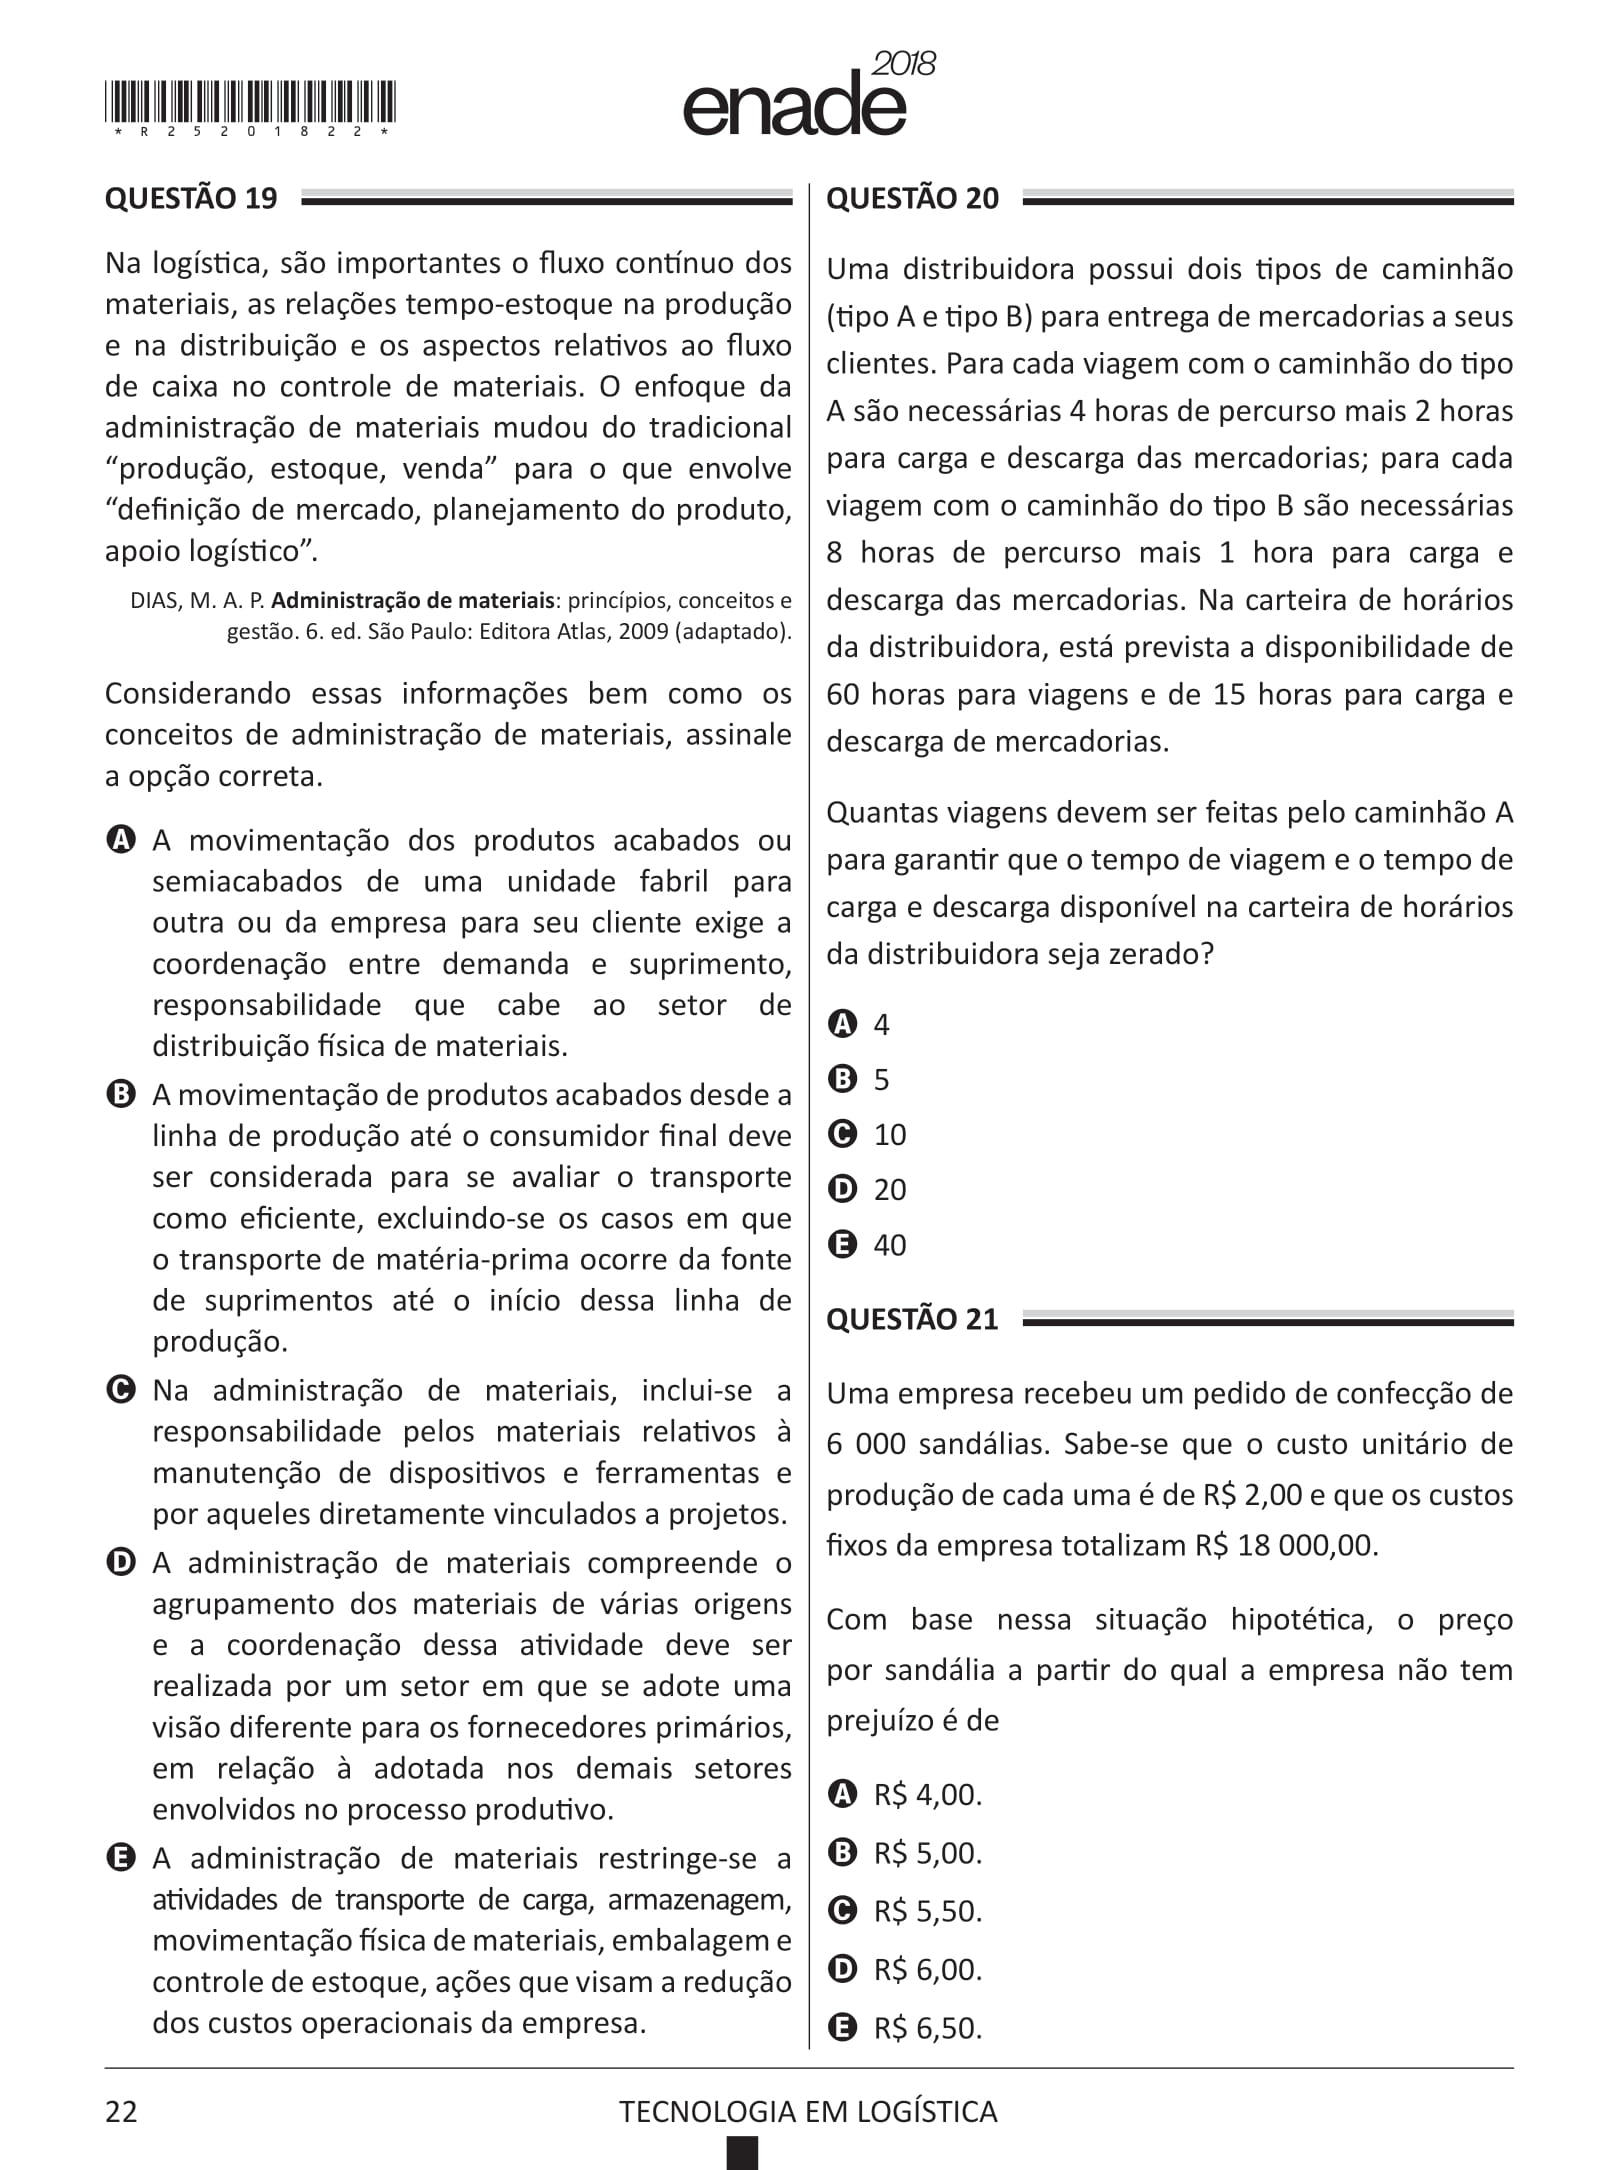 enade 2018
* R 2 5 2 0 1 8 2 2 *
QUESTÃO 19
Na logística, são importantes o fluxo contínuo dos
materiais, as relações tempo-estoque na produção
e na distribuição e os aspectos relativos ao fluxo
de caixa no controle de materiais. O enfoque da
administração de materiais mudou do tradicional
“produção, estoque, venda” para o que envolve
“definição de mercado, planejamento do produto,
apoio logístico”.
DIAS, M. A. P. Administração de materiais: princípios, conceitos e
gestão. 6. ed. São Paulo: Editora Atlas, 2009 (adaptado).
Considerando essas informações bem como os
conceitos de administração de materiais, assinale
a opção correta.
A A movimentação dos produtos acabados ou
semiacabados de uma unidade fabril para
outra ou da empresa para seu cliente exige a
coordenação entre demanda e suprimento,
responsabilidade que cabe ao setor de
distribuição física de materiais.
B A movimentação de produtos acabados desde a
linha de produção até o consumidor final deve
ser considerada para se avaliar o transporte
como eficiente, excluindo-se os casos em que
o transporte de matéria-prima ocorre da fonte
de suprimentos até o início dessa linha de
produção.
C Na administração de materiais, inclui-se a
responsabilidade pelos materiais relativos à
manutenção de dispositivos e ferramentas e
por aqueles diretamente vinculados a projetos.
D A administração de materiais compreende o
agrupamento dos materiais de várias origens
e a coordenação dessa atividade deve ser
realizada por um setor em que se adote uma
visão diferente para os fornecedores primários,
em relação à adotada nos demais setores
envolvidos no processo produtivo.
E A administração de materiais restringe-se a
atividades de transporte de carga, armazenagem,
movimentação física de materiais, embalagem e
controle de estoque, ações que visam a redução
dos custos operacionais da empresa.
QUESTÃO 20
Uma distribuidora possui dois tipos de caminhão
(tipo A e tipo B) para entrega de mercadorias a seus
clientes. Para cada viagem com o caminhão do tipo
A são necessárias 4 horas de percurso mais 2 horas
para carga e descarga das mercadorias; para cada
viagem com o caminhão do tipo B são necessárias
8 horas de percurso mais 1 hora para carga e
descarga das mercadorias. Na carteira de horários
da distribuidora, está prevista a disponibilidade de
60 horas para viagens e de 15 horas para carga e
descarga de mercadorias.
Quantas viagens devem ser feitas pelo caminhão A
para garantir que o tempo de viagem e o tempo de
carga e descarga disponível na carteira de horários
da distribuidora seja zerado?
A 4
B 5
C 10
D 20
E 40
QUESTÃO 21
Uma empresa recebeu um pedido de confecção de
6 000 sandálias. Sabe-se que o custo unitário de
produção de cada uma é de R$ 2,00 e que os custos
fixos da empresa totalizam R$ 18 000,00.
Com base nessa situação hipotética, o preço
por sandália a partir do qual a empresa não tem
prejuízo é de
A R$ 4,00.
B R$ 5,00.
C R$ 5,50.
D R$ 6,00.
E R$ 6,50.
22
TECNOLOGIA EM LOGÍSTICA